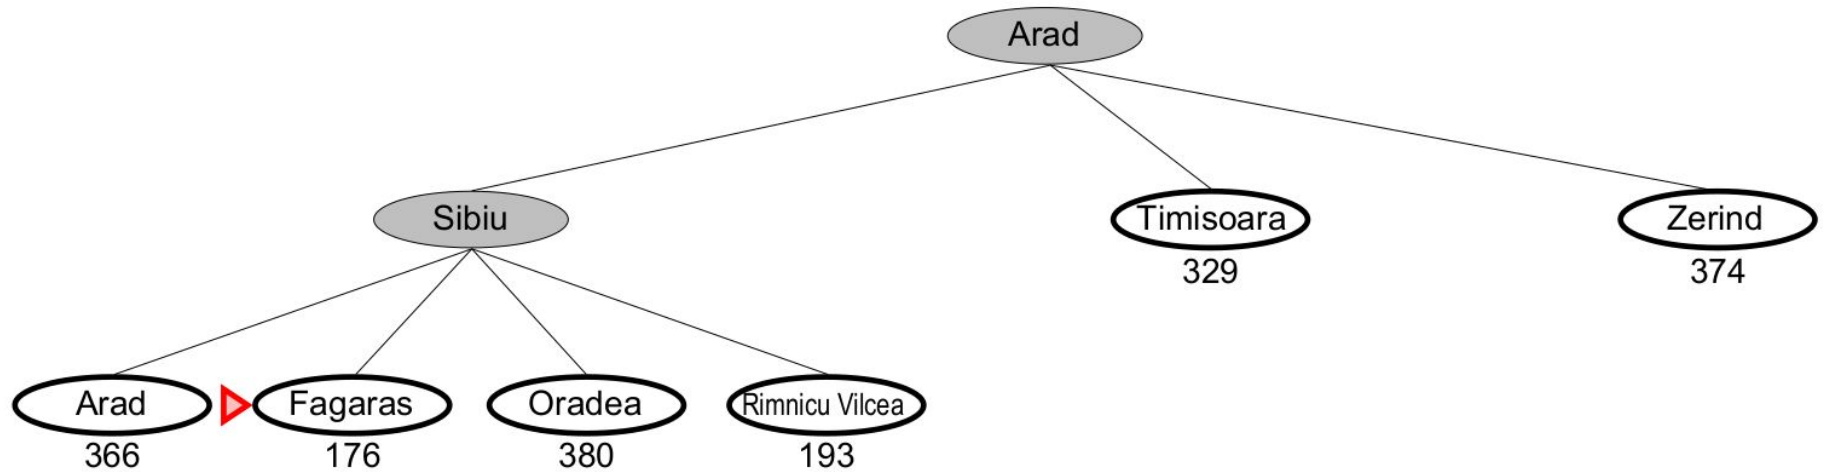 Arad
Sibiu
Timisoara
Zerind
329
374
Arad
Fagaras
Oradea
Rimnicu Vilcea
366
176
380
193